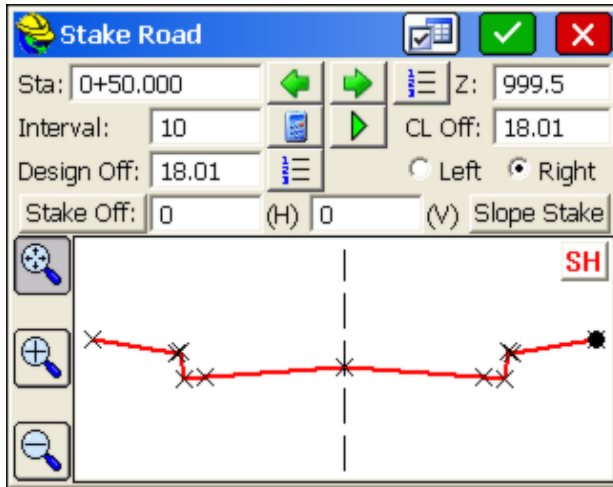 Stake Road
Sta: 0+50.000 Z: 999.5
Interval: 10 CL Off: 18.01
Design Off: 18.01 Left Right
Stake Off: 0 (H) 0 (V) Slope Stake
SH